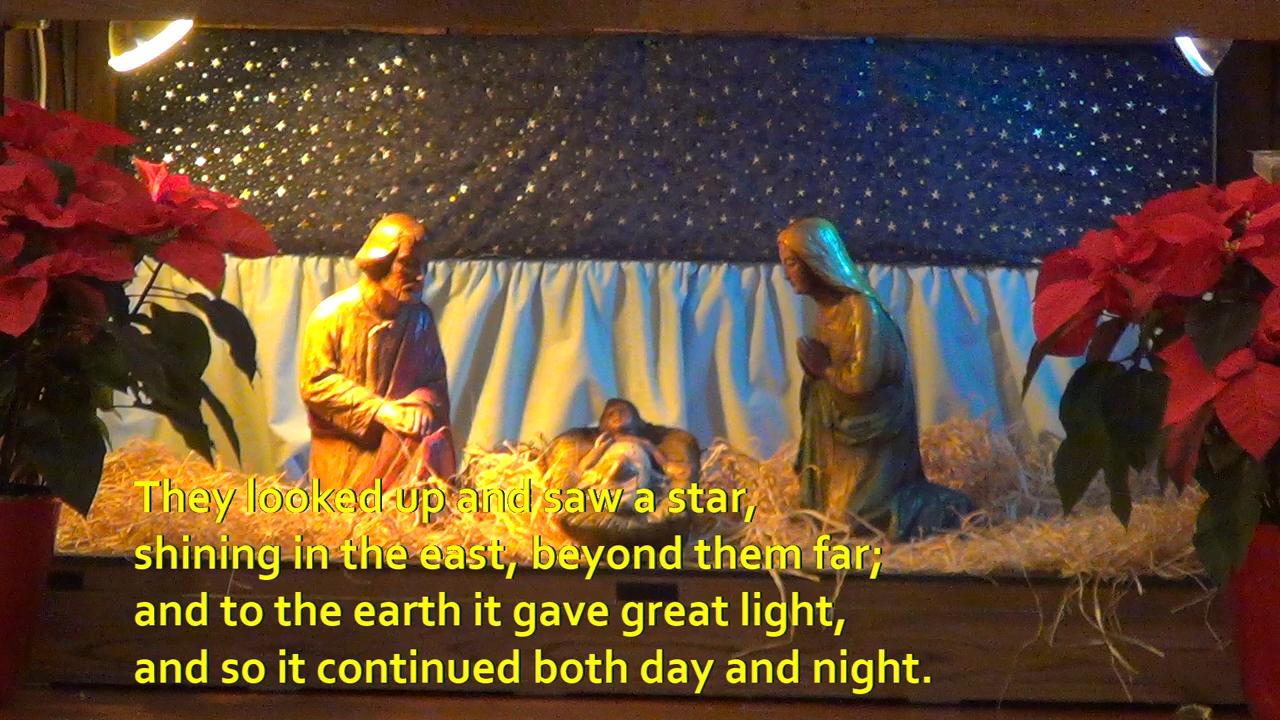 They looked up and saw a star,
shining in the east, beyond them far;
and to the earth it gave great light,
and so it continued both day and night.